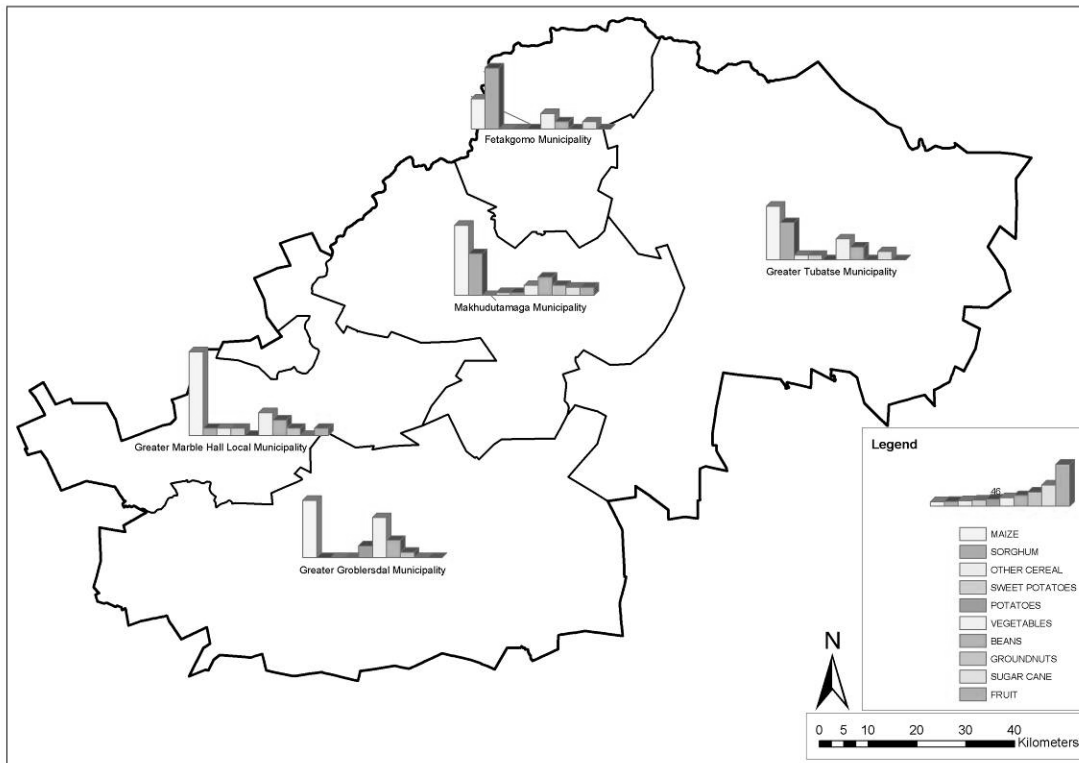 Fetakgomo Municipality
Greater Tubatse Municipality
Makhudutamaga Municipality
Greater Marble Hall Local Municipality
Greater Groblersdal Municipality
Legend
46
MAIZE
SORGHUM
OTHER CEREAL
SWEET POTATOES
POTATOES
VEGETABLES
BEANS
GROUNDNUTS
SUGAR CANE
FRUIT
N
0 5 10 20 30 40
Kilometers